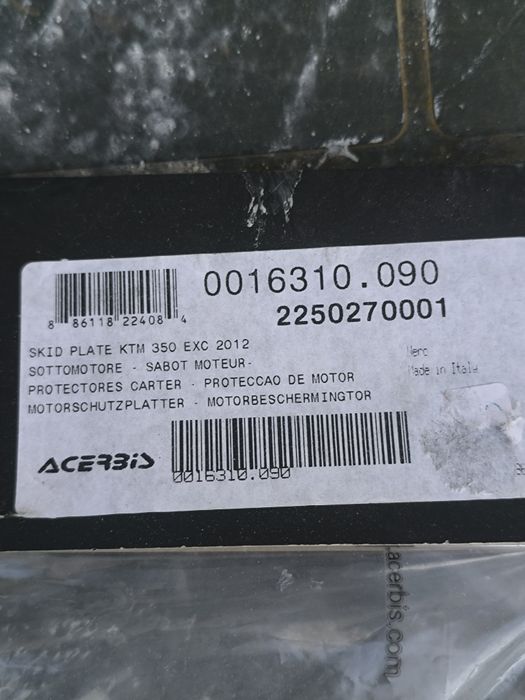 0016310.090
2250270001
8 86118 22408 4
SKID PLATE KTM 350 EXC 2012
SOTTOMOTORE - SABOT MOTEUR-
PROTECTORES CARTER - PROTECCAO DE MOTOR
MOTORSCHUTZPLATTER - MOTORBESCHERMINGTOR
Nero
Made in Italy
ACERBIS
0016310.090
acerbis.com